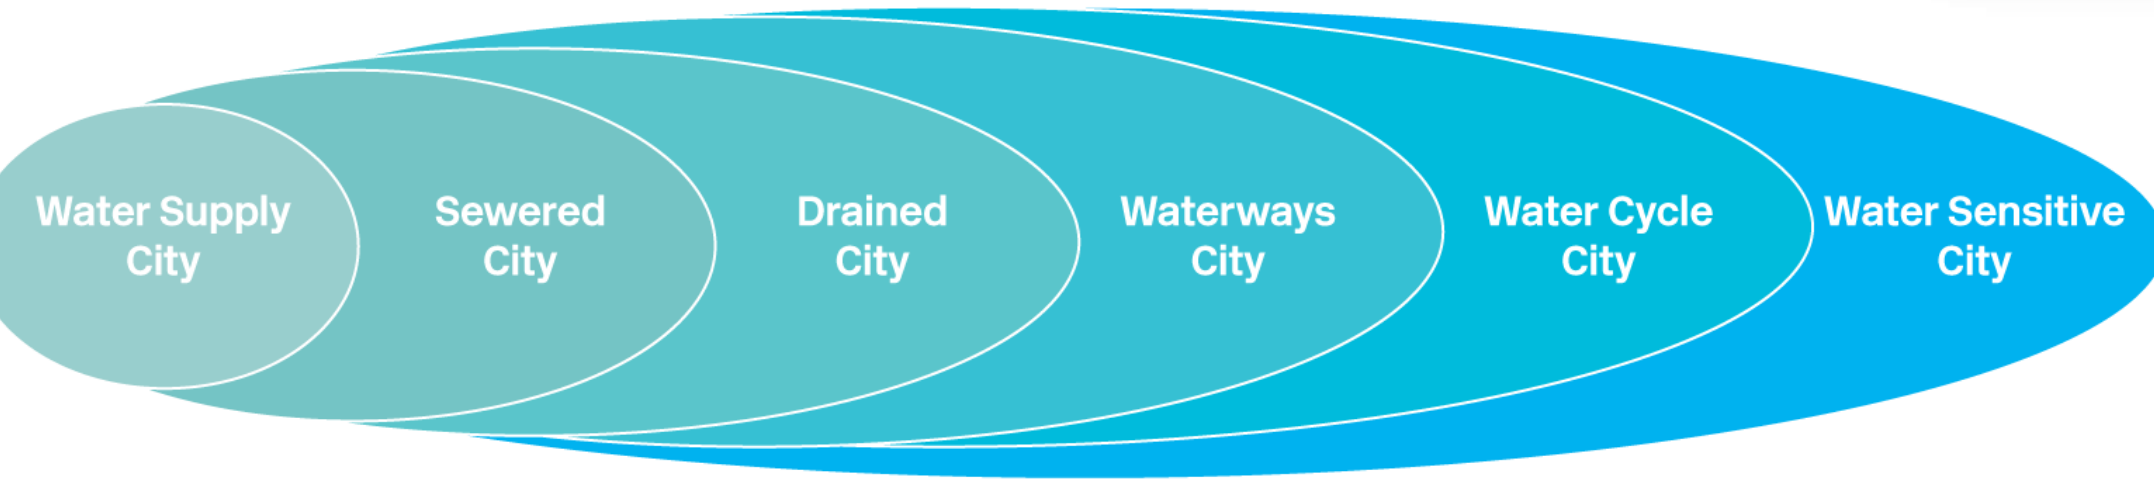 Water Supply
City
Sewered
City
Drained
City
Waterways
City
Water Cycle
City
Water Sensitive
City